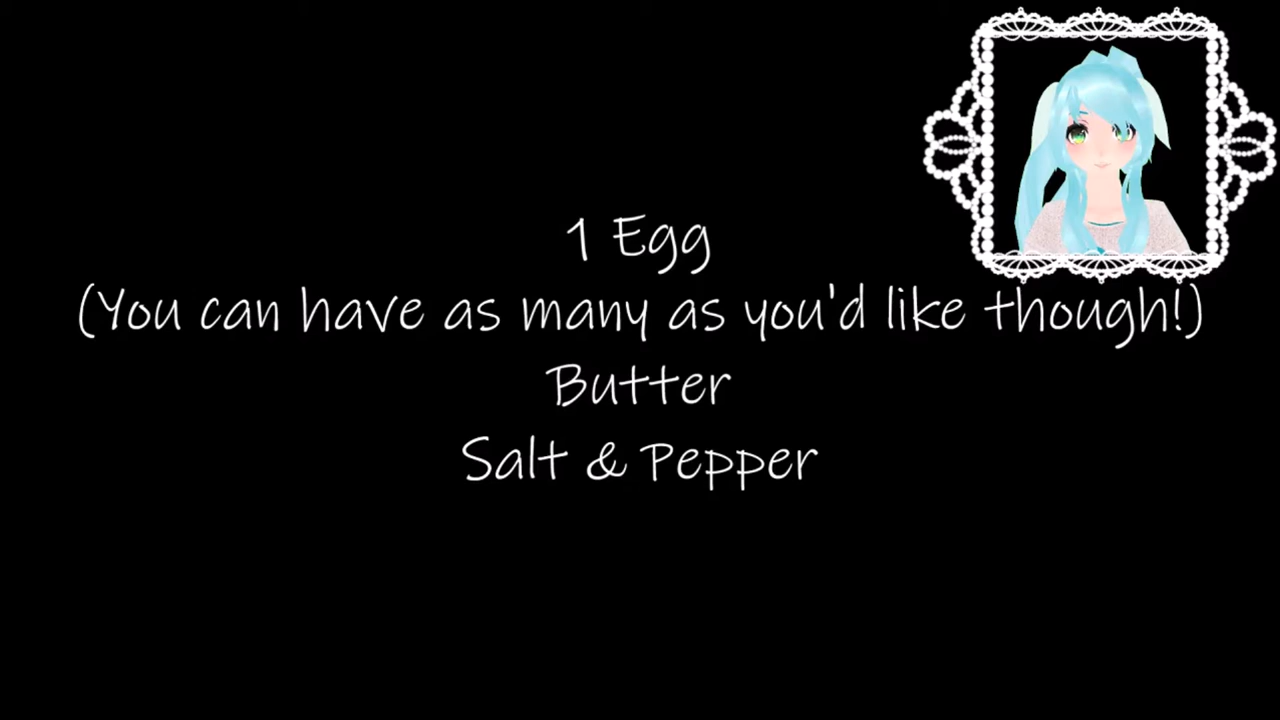 1 Egg
(You can have as many as you'd like though!)
Butter
Salt & Pepper